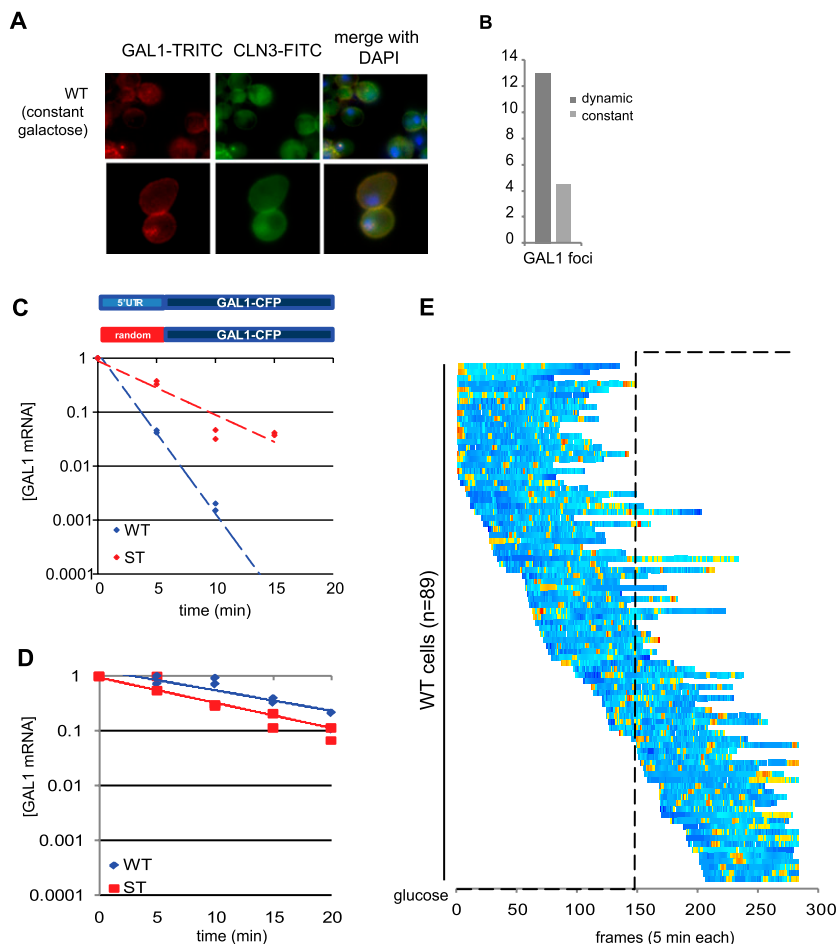 A
GAL1-TRITC CLN3-FITC merge with DAPI
WT
(constant
galactose)
B
14
12
10
8
6
4
2
0
dynamic
constant
GAL1 foci
C
5'UTR GAL1-CFP
random GAL1-CFP
[GAL1 mRNA]
1
0.1
0.01
0.001
0.0001
WT
ST
0 5 10 15 20
time (min)
D
[GAL1 mRNA]
1
0.1
0.01
0.001
0.0001
WT
ST
0 5 10 15 20
time (min)
E
WT cells (n=89)
glucose
0 50 100 150 200 250 300
frames (5 min each)